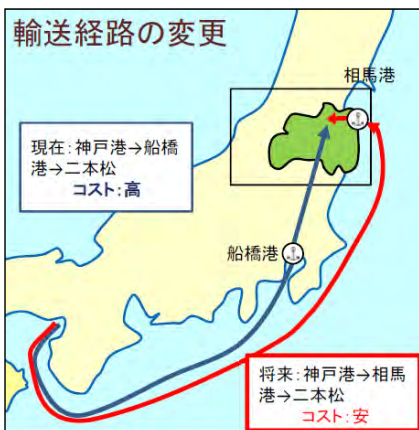 輸送経路の変更
相馬港
現在:神戸港→船橋
港→二本松
コスト:高
船橋港
将来:神戸港→相馬
港→二本松
コスト:安